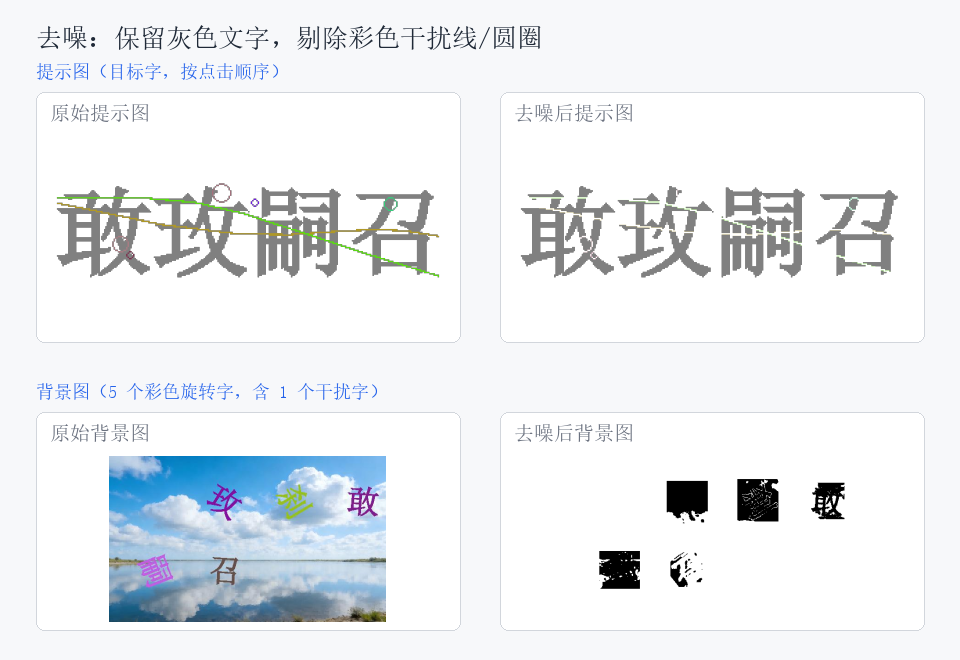 去噪：保留灰色文字，剔除彩色干扰线/圆圈
提示图（目标字，按点击顺序）
原始提示图
去噪后提示图
敢玫嗣召
敢玫嗣召
背景图（5 个彩色旋转字，含 1 个干扰字）
原始背景图
去噪后背景图
玫 刹 敢
敢
嗣 召